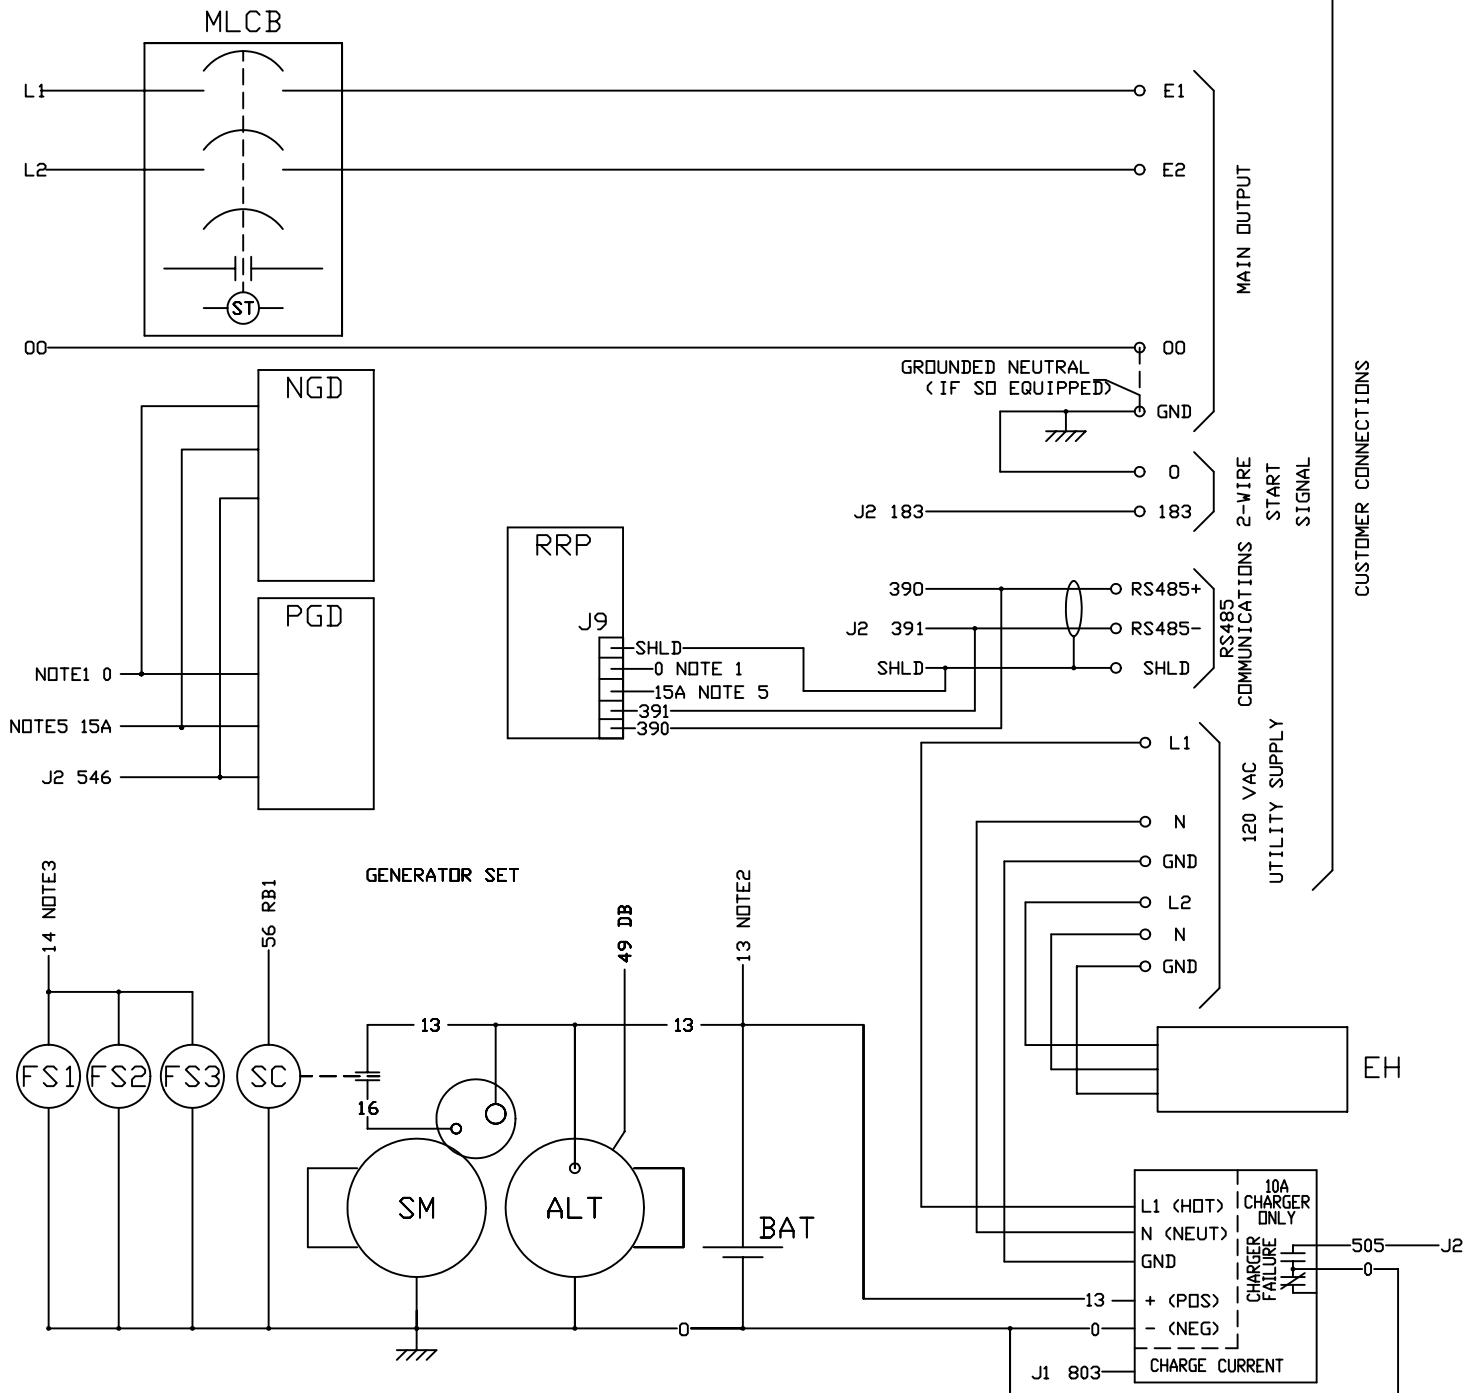 MLCB
L1
E1
L2
E2
ST
MAIN OUTPUT
00
00
GROUNDED NEUTRAL
(IF SO EQUIPPED)
GND
NGD
0
J2 183
183
2-WIRE
START
SIGNAL
CUSTOMER CONNECTIONS
RRP
J9
390
RS485+
J2 391
RS485-
SHLD
SHLD
RS485
COMMUNICATIONS
SHLD
0 NOTE 1
15A NOTE 5
391
390
PGD
NOTE1 0
NOTE5 15A
J2 546
L1
N
GND
L2
N
GND
120 VAC
UTILITY SUPPLY
GENERATOR SET
14 NOTE3
56 RB1
49 DB
13 NOTE2
13
13
FS1
FS2
FS3
SC
16
EH
SM
ALT
BAT
L1 (HOT)
N (NEUT)
GND
10A
CHARGER
ONLY
CHARGER
FAILURE
505
J2
0
13
+ (POS)
0
0
- (NEG)
J1 803
CHARGE CURRENT